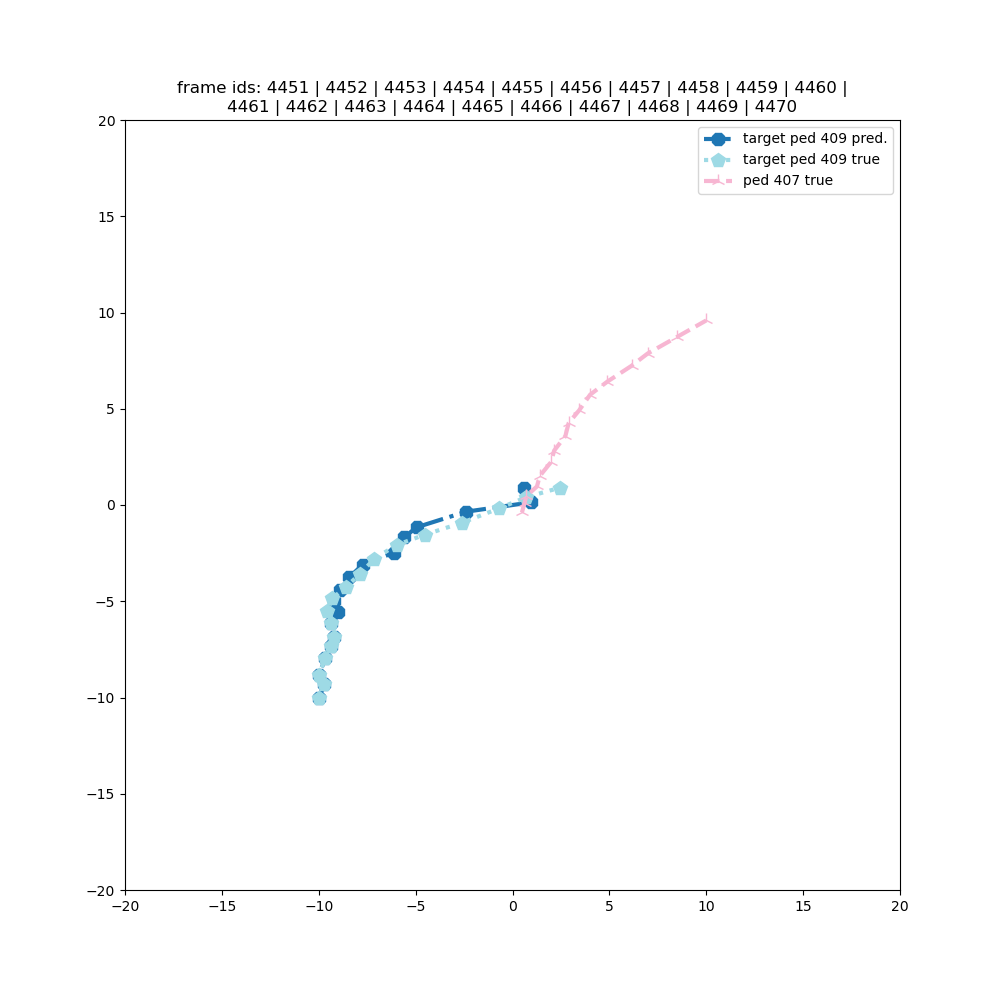 frame ids: 4451 | 4452 | 4453 | 4454 | 4455 | 4456 | 4457 | 4458 | 4459 | 4460 |
4461 | 4462 | 4463 | 4464 | 4465 | 4466 | 4467 | 4468 | 4469 | 4470
target ped 409 pred.
target ped 409 true
ped 407 true
20
15
10
5
0
−5
−10
−15
−20
−20 −15 −10 −5 0 5 10 15 20